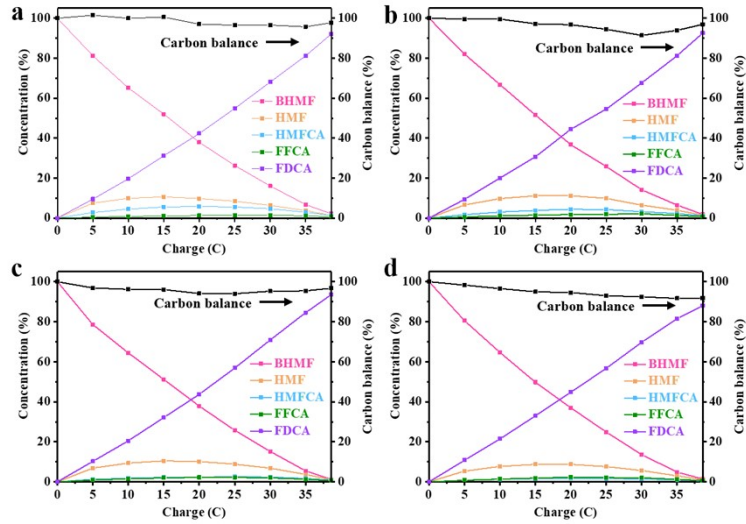 a
100
80
60
40
20
0
Concentration (%)
Carbon balance
BHMF
HMF
HMFCA
FFCA
FDCA
100
80
60
40
20
0
Carbon balance (%)
0 5 10 15 20 25 30 35
Charge (C)
b
100
80
60
40
20
0
Concentration (%)
Carbon balance
BHMF
HMF
HMFCA
FFCA
FDCA
100
80
60
40
20
0
Carbon balance (%)
0 5 10 15 20 25 30 35
Charge (C)
c
100
80
60
40
20
0
Concentration (%)
Carbon balance
BHMF
HMF
HMFCA
FFCA
FDCA
100
80
60
40
20
0
Carbon balance (%)
0 5 10 15 20 25 30 35
Charge (C)
d
100
80
60
40
20
0
Concentration (%)
Carbon balance
BHMF
HMF
HMFCA
FFCA
FDCA
100
80
60
40
20
0
Carbon balance (%)
0 5 10 15 20 25 30 35
Charge (C)